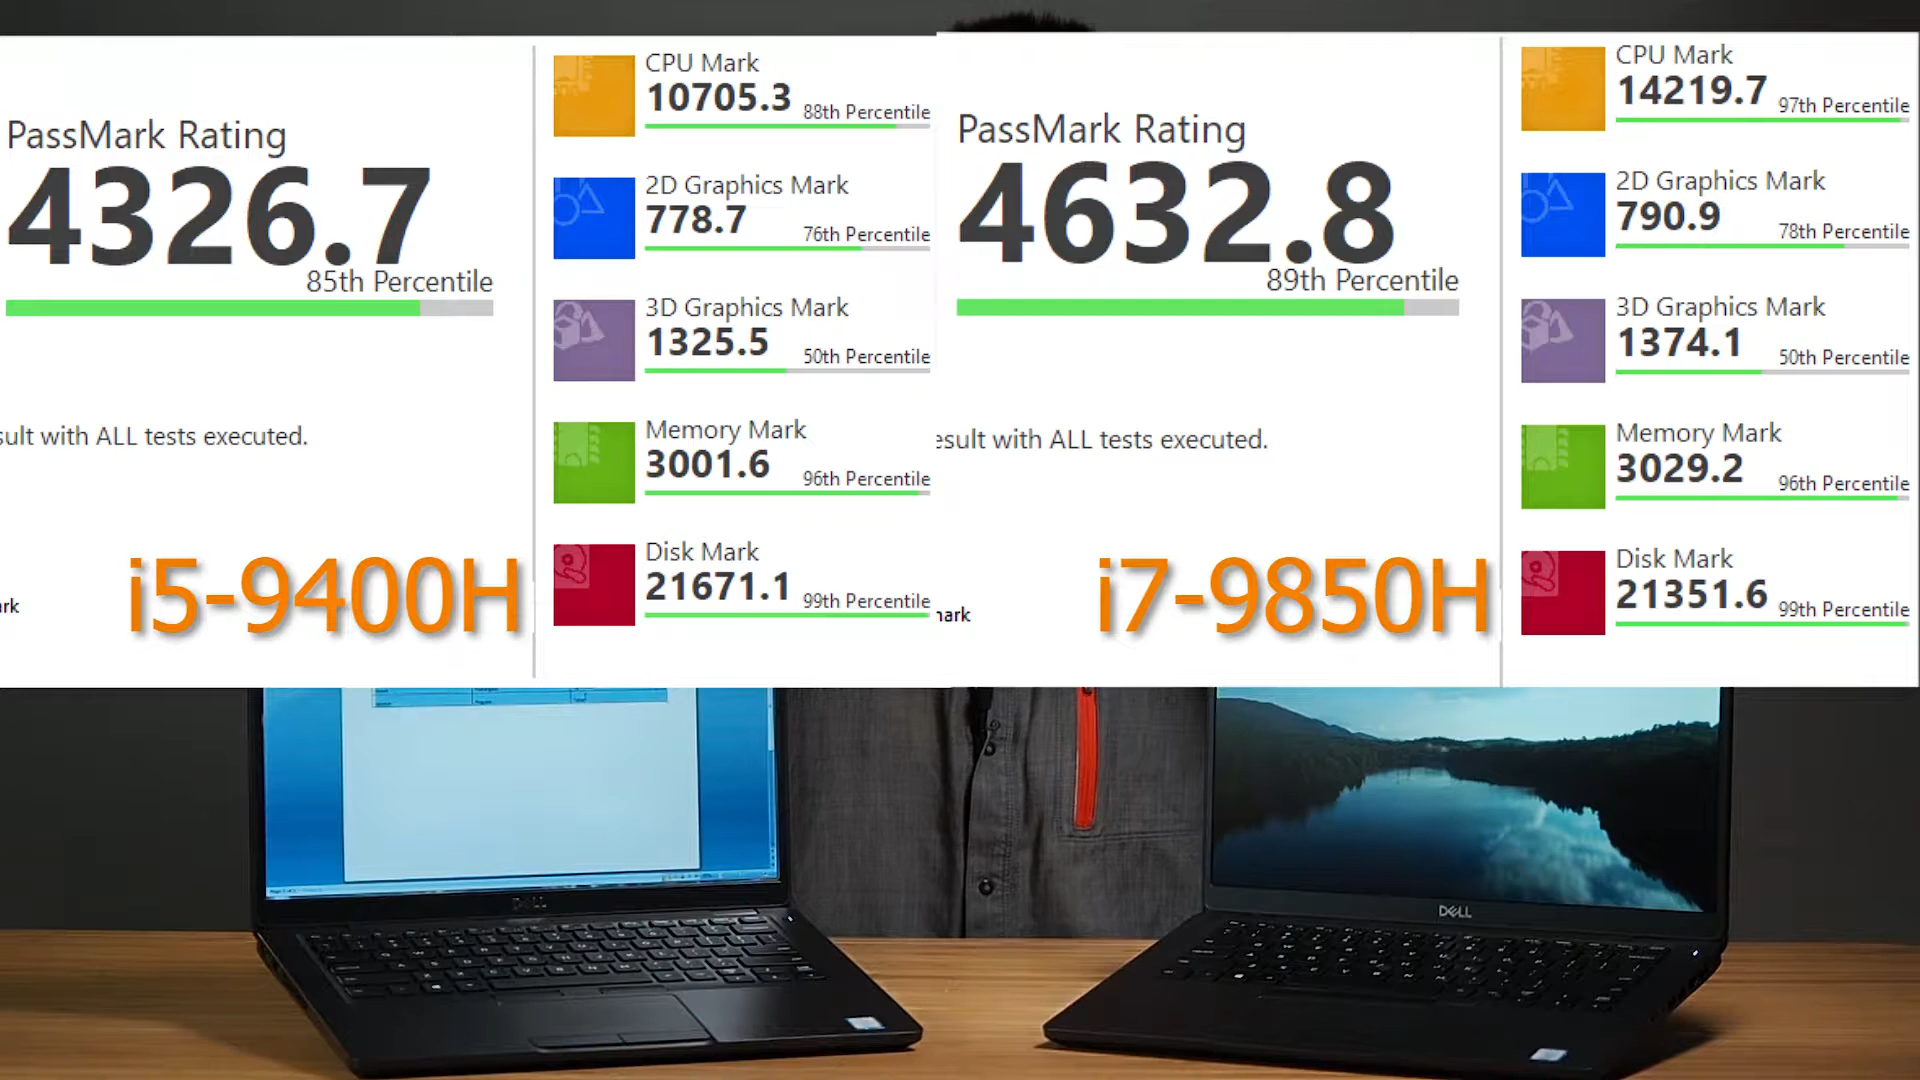 PassMark Rating
4326.7
85th Percentile
sult with ALL tests executed.
rk
i5-9400H
CPU Mark
10705.3
88th Percentile
2D Graphics Mark
778.7
76th Percentile
3D Graphics Mark
1325.5
50th Percentile
Memory Mark
3001.6
96th Percentile
Disk Mark
21671.1
99th Percentile
PassMark Rating
4632.8
89th Percentile
esult with ALL tests executed.
mark
i7-9850H
CPU Mark
14219.7
97th Percentile
2D Graphics Mark
790.9
78th Percentile
3D Graphics Mark
1374.1
50th Percentile
Memory Mark
3029.2
96th Percentile
Disk Mark
21351.6
99th Percentile
DELL
DELL